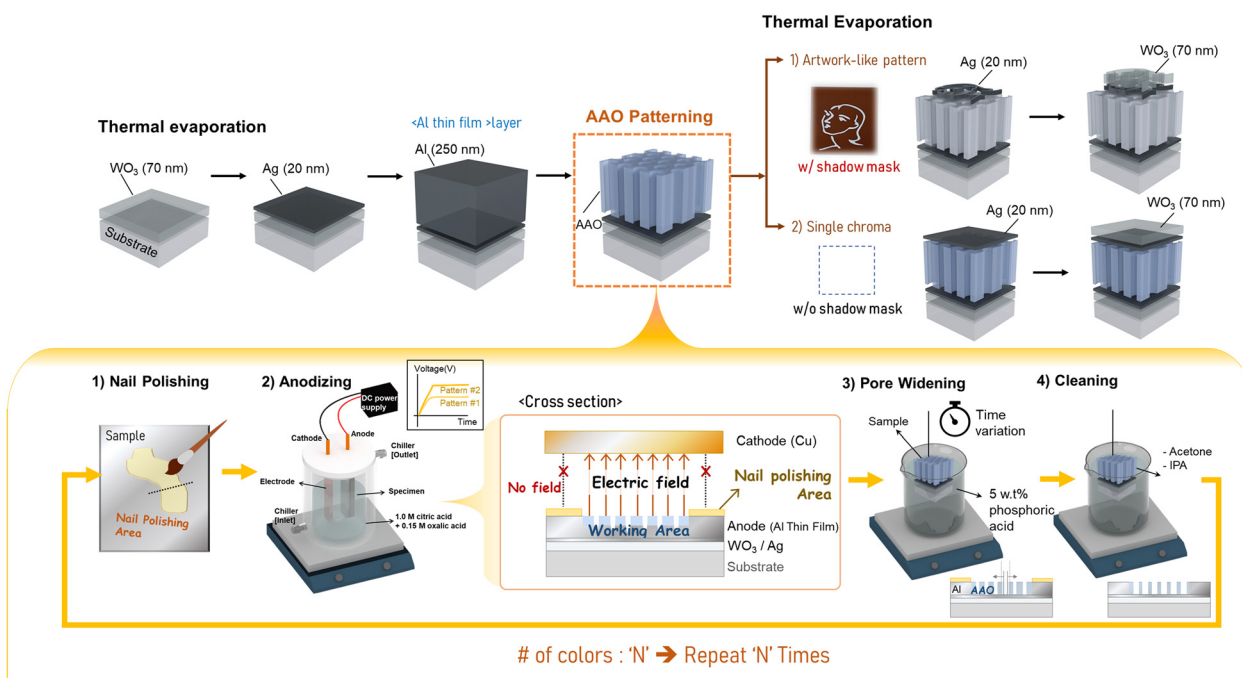 Thermal evaporation
WO3 (70 nm)
Substrate
Ag (20 nm)
<Al thin film >layer
Al (250 nm)
AAO Patterning
AAO
Thermal Evaporation
1) Artwork-like pattern
w/ shadow mask
Ag (20 nm)
WO3 (70 nm)
2) Single chroma
w/o shadow mask
Ag (20 nm)
WO3 (70 nm)
1) Nail Polishing
Sample
Nail Polishing
Area
2) Anodizing
Voltage(V)
Pattern #2
Pattern #1
Time
DC power
supply
Cathode
Anode
Chiller
[Outlet]
Electrode
Specimen
Chiller
[Inlet]
1.0 M citric acid
+ 0.15 M oxalic acid
<Cross section>
Cathode (Cu)
No field
Electric field
Nail polishing
Area
Working Area
Anode (Al Thin Film)
WO3 / Ag
Substrate
3) Pore Widening
Sample
Time
variation
5 w.t%
phosphoric
acid
Al
AAO
4) Cleaning
- Acetone
- IPA
# of colors : ‘N’ ➔ Repeat ‘N’ Times